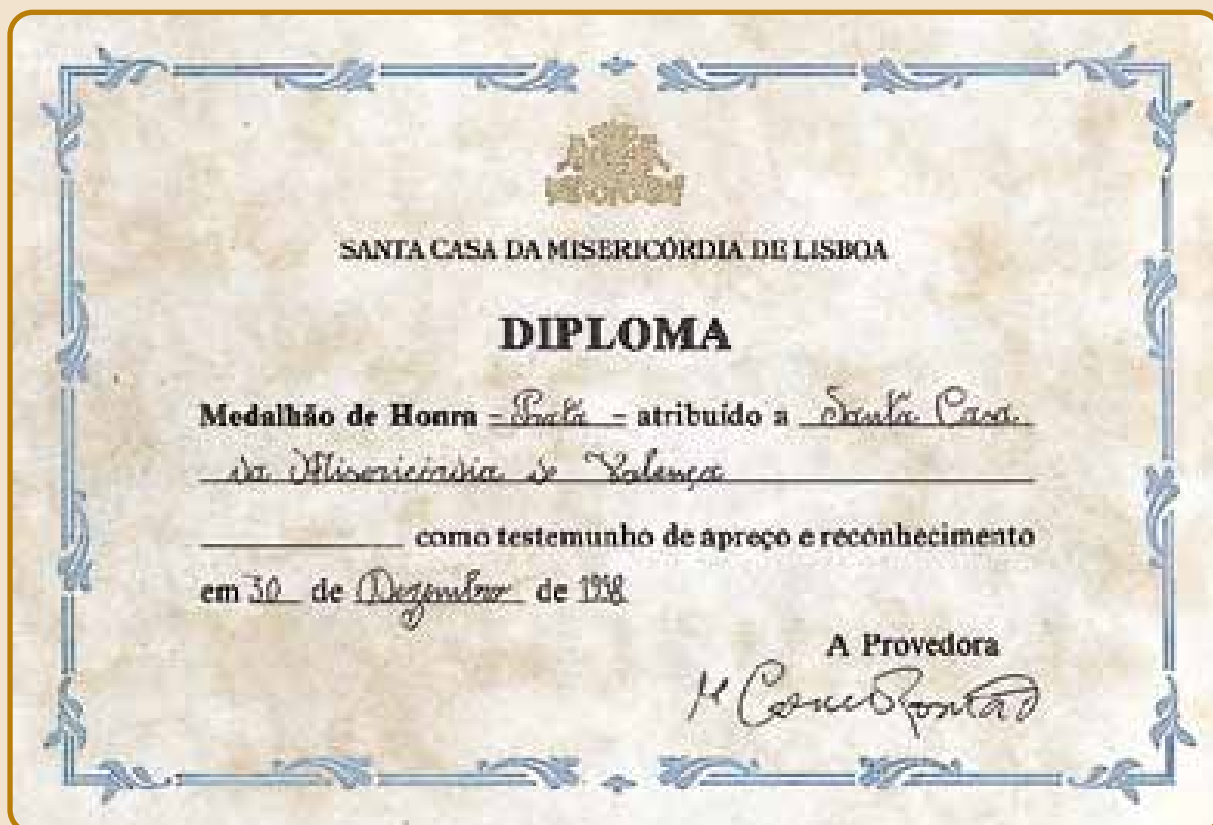 SANTA CASA DA MISERICÓRDIA DE LISBOA
DIPLOMA
Medalhão de Honra - Prata - atribuído a Santa Casa
da Misericórdia de Valença
como testemunho de apreço e reconhecimento
em 30 de Dezembro de 1998
A Provedora